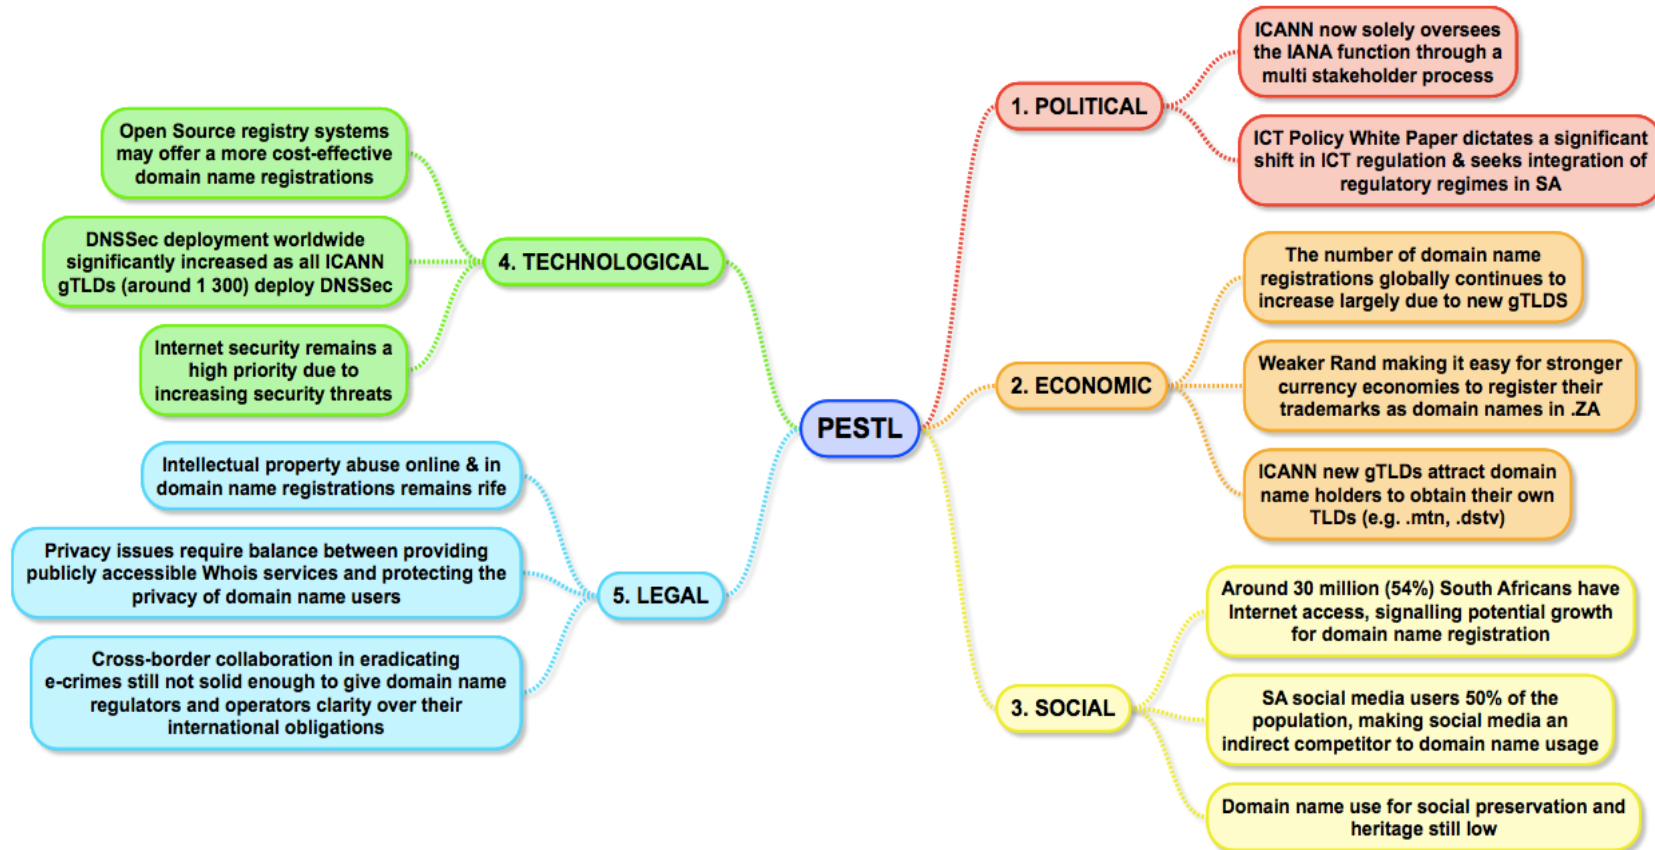 PESTL
1. POLITICAL
ICANN now solely oversees
the IANA function through a
multi stakeholder process
ICT Policy White Paper dictates a significant
shift in ICT regulation & seeks integration of
regulatory regimes in SA
2. ECONOMIC
The number of domain name
registrations globally continues to
increase largely due to new gTLDS
Weaker Rand making it easy for stronger
currency economies to register their
trademarks as domain names in .ZA
ICANN new gTLDs attract domain
name holders to obtain their own
TLDs (e.g. .mtn, .dstv)
3. SOCIAL
Around 30 million (54%) South Africans have
Internet access, signalling potential growth
for domain name registration
SA social media users 50% of the
population, making social media an
indirect competitor to domain name usage
Domain name use for social preservation and
heritage still low
4. TECHNOLOGICAL
Open Source registry systems
may offer a more cost-effective
domain name registrations
DNSSec deployment worldwide
significantly increased as all ICANN
gTLDs (around 1 300) deploy DNSSec
Internet security remains a
high priority due to
increasing security threats
5. LEGAL
Intellectual property abuse online & in
domain name registrations remains rife
Privacy issues require balance between providing
publicly accessible Whois services and protecting the
privacy of domain name users
Cross-border collaboration in eradicating
e-crimes still not solid enough to give domain name
regulators and operators clarity over their
international obligations